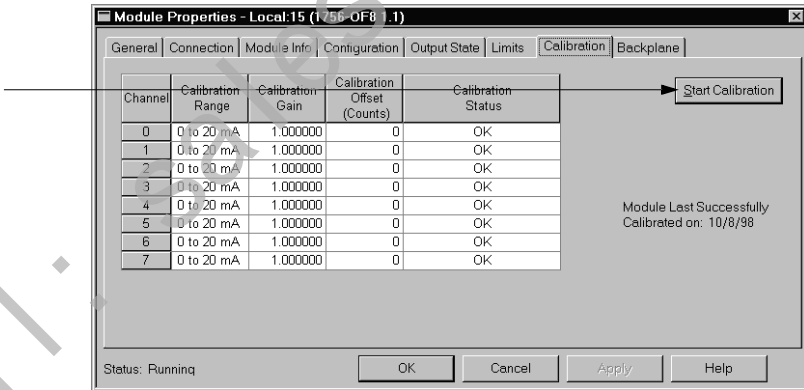 Module Properties - Local:15 (1756-OF8 1.1)
General Connection Module Info Configuration Output State Limits Calibration Backplane
Channel Calibration Range Calibration Gain Calibration Offset (Counts) Calibration Status
Start Calibration
0 0 to 20 mA 1.000000 0 OK
1 0 to 20 mA 1.000000 0 OK
2 0 to 20 mA 1.000000 0 OK
3 0 to 20 mA 1.000000 0 OK
4 0 to 20 mA 1.000000 0 OK
5 0 to 20 mA 1.000000 0 OK
6 0 to 20 mA 1.000000 0 OK
7 0 to 20 mA 1.000000 0 OK
Module Last Successfully
Calibrated on: 10/8/98
Status: Running
OK Cancel Apply Help
sales